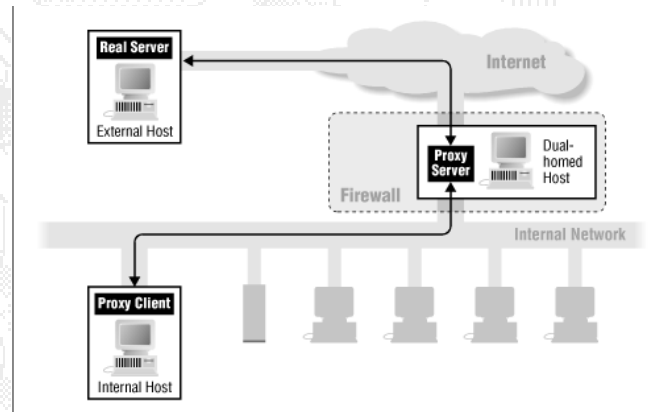 Real Server
External Host
Internet
Proxy
Server
Dual-
homed
Host
Firewall
Internal Network
Proxy Client
Internal Host